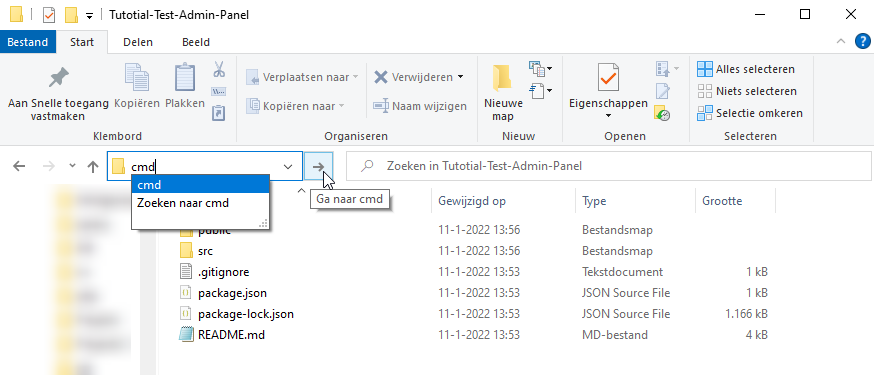 Tutotial-Test-Admin-Panel
Bestand Start Delen Beeld
Aan Snelle toegang vastmaken
Kopiëren
Plakken
Klembord
Verplaatsen naar
Kopiëren naar
Verwijderen
Naam wijzigen
Organiseren
Nieuwe map
Nieuw
Eigenschappen
Openen
Alles selecteren
Niets selecteren
Selectie omkeren
Selecteren
cmd
Zoeken in Tutotial-Test-Admin-Panel
cmd
Zoeken naar cmd
Ga naar cmd
Gewijzigd op Type Grootte
public 11-1-2022 13:56 Bestandsmap
src 11-1-2022 13:56 Bestandsmap
.gitignore 11-1-2022 13:53 Tekstdocument 1 kB
package.json 11-1-2022 13:53 JSON Source File 1 kB
package-lock.json 11-1-2022 13:53 JSON Source File 1.166 kB
README.md 11-1-2022 13:53 MD-bestand 4 kB